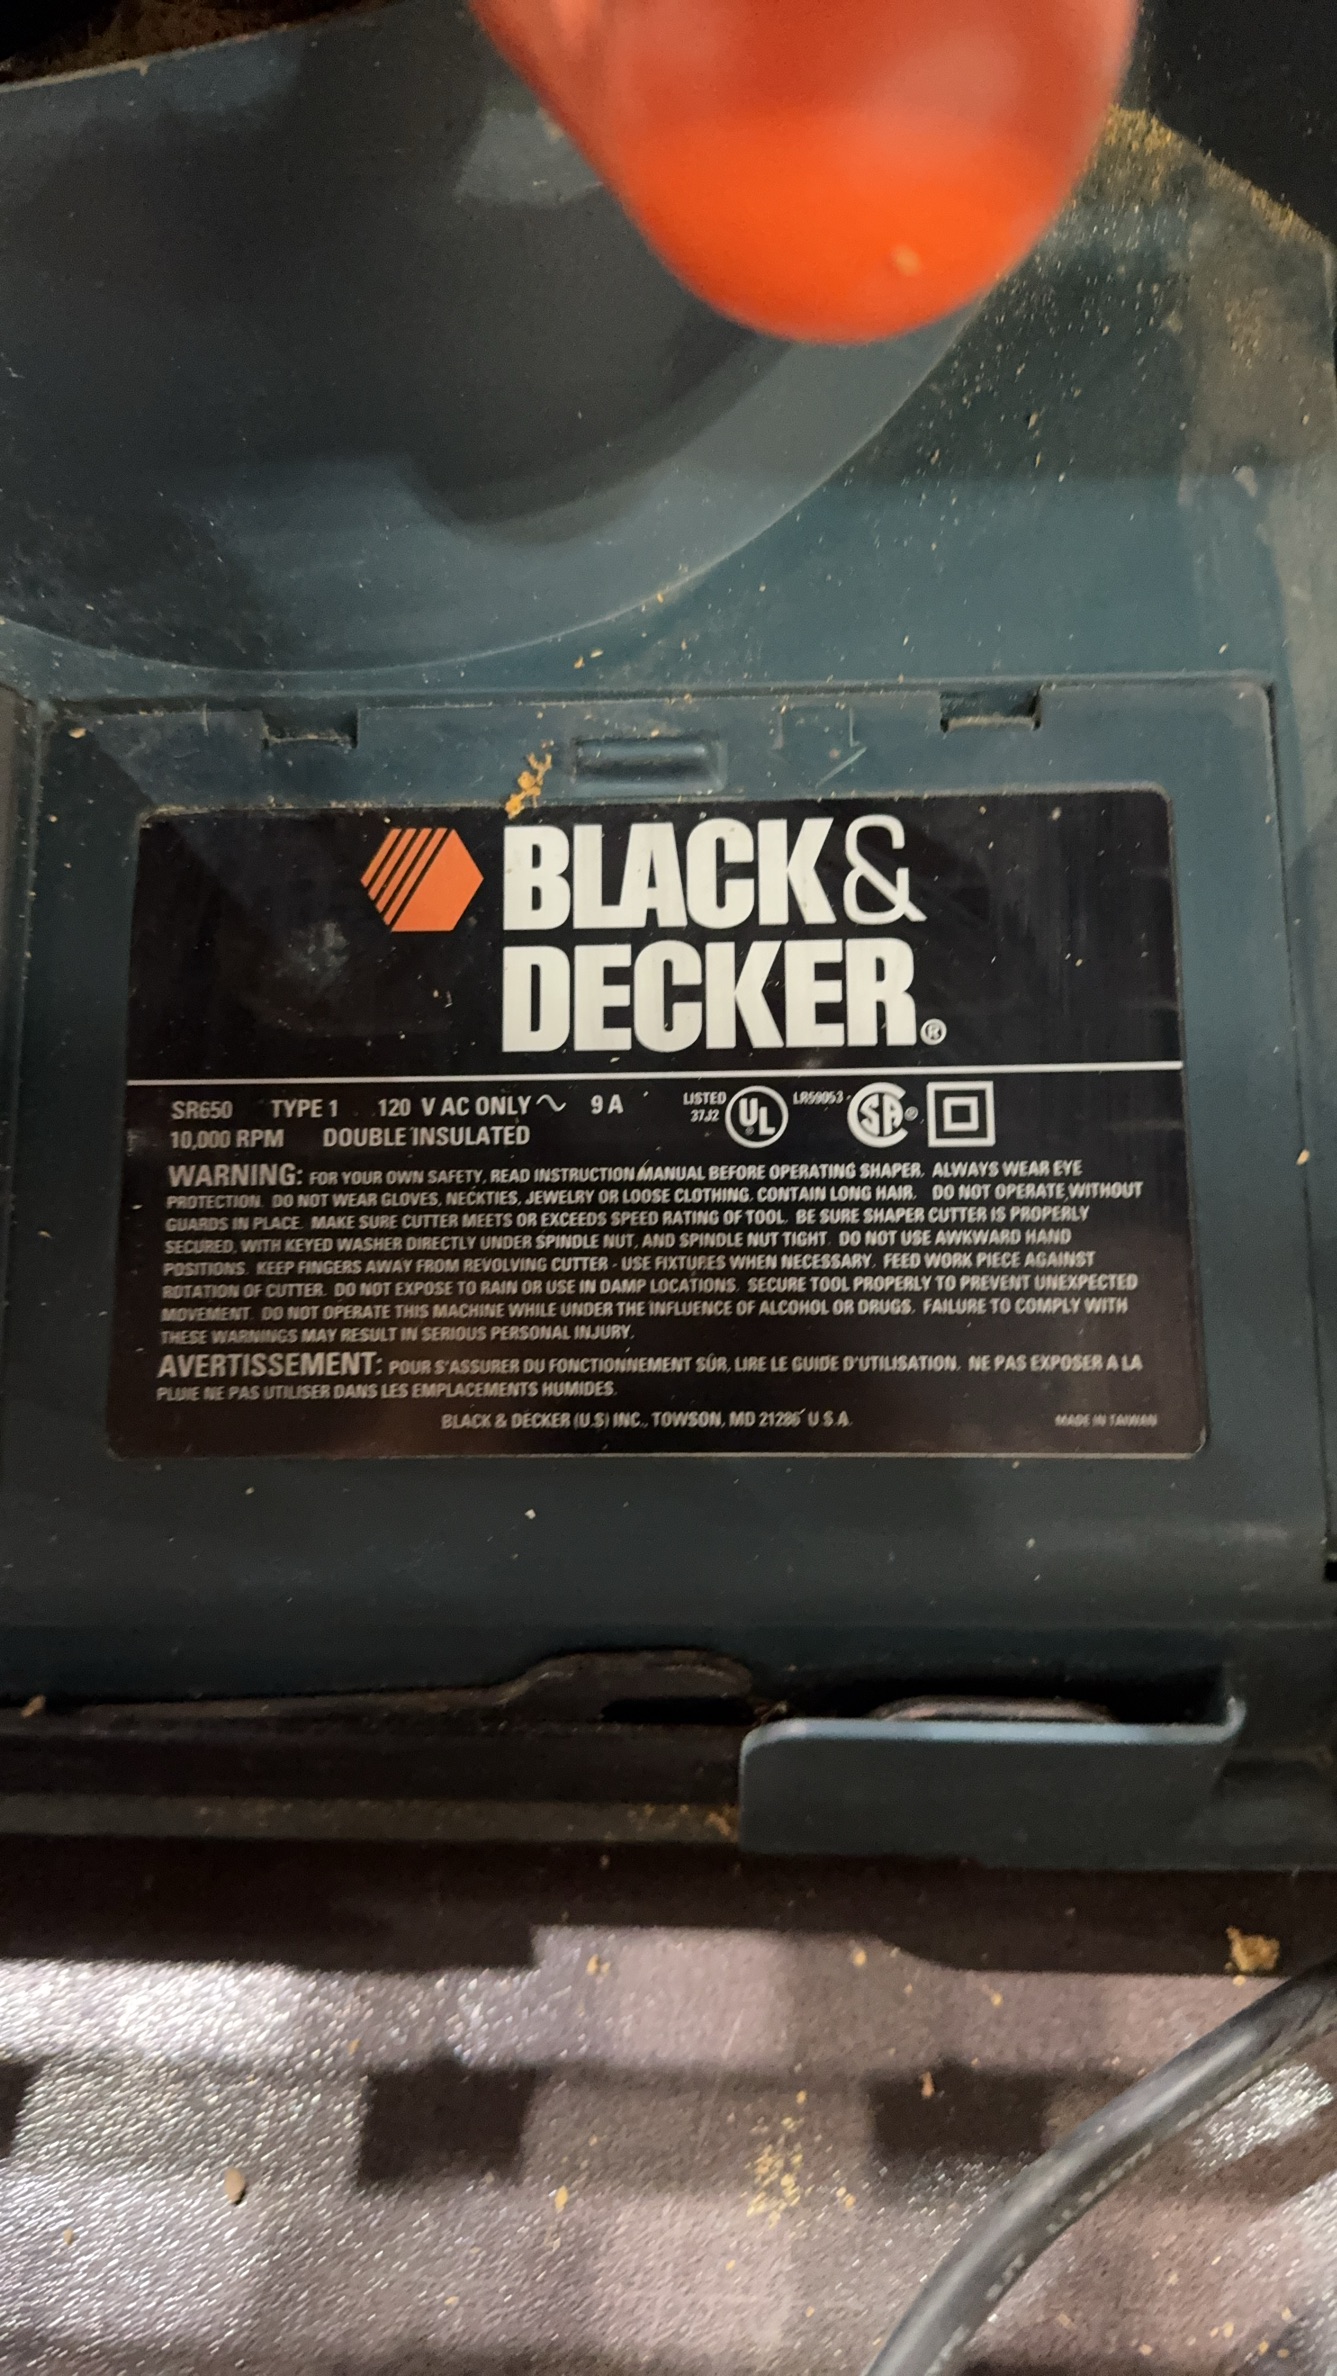 BLACK&
DECKER®
SR650 TYPE 1 120 V AC ONLY ~ 9 A LISTED 37J2 UL LR59053 SA ®
10,000 RPM DOUBLE INSULATED
WARNING: FOR YOUR OWN SAFETY, READ INSTRUCTION MANUAL BEFORE OPERATING SHAPER. ALWAYS WEAR EYE
PROTECTION. DO NOT WEAR GLOVES, NECKTIES, JEWELRY OR LOOSE CLOTHING. CONTAIN LONG HAIR. DO NOT OPERATE WITHOUT
GUARDS IN PLACE. MAKE SURE CUTTER MEETS OR EXCEEDS SPEED RATING OF TOOL. BE SURE SHAPER CUTTER IS PROPERLY
SECURED, WITH KEYED WASHER DIRECTLY UNDER SPINDLE NUT, AND SPINDLE NUT TIGHT. DO NOT USE AWKWARD HAND
POSITIONS. KEEP FINGERS AWAY FROM REVOLVING CUTTER - USE FIXTURES WHEN NECESSARY. FEED WORK PIECE AGAINST
ROTATION OF CUTTER. DO NOT EXPOSE TO RAIN OR USE IN DAMP LOCATIONS. SECURE TOOL PROPERLY TO PREVENT UNEXPECTED
MOVEMENT. DO NOT OPERATE THIS MACHINE WHILE UNDER THE INFLUENCE OF ALCOHOL OR DRUGS. FAILURE TO COMPLY WITH
THESE WARNINGS MAY RESULT IN SERIOUS PERSONAL INJURY.
AVERTISSEMENT: POUR S'ASSURER DU FONCTIONNEMENT SÛR, LIRE LE GUIDE D'UTILISATION. NE PAS EXPOSER A LA
PLUIE NE PAS UTILISER DANS LES EMPLACEMENTS HUMIDES.
BLACK & DECKER (U.S) INC., TOWSON, MD 21286 U.S.A. MADE IN TAIWAN